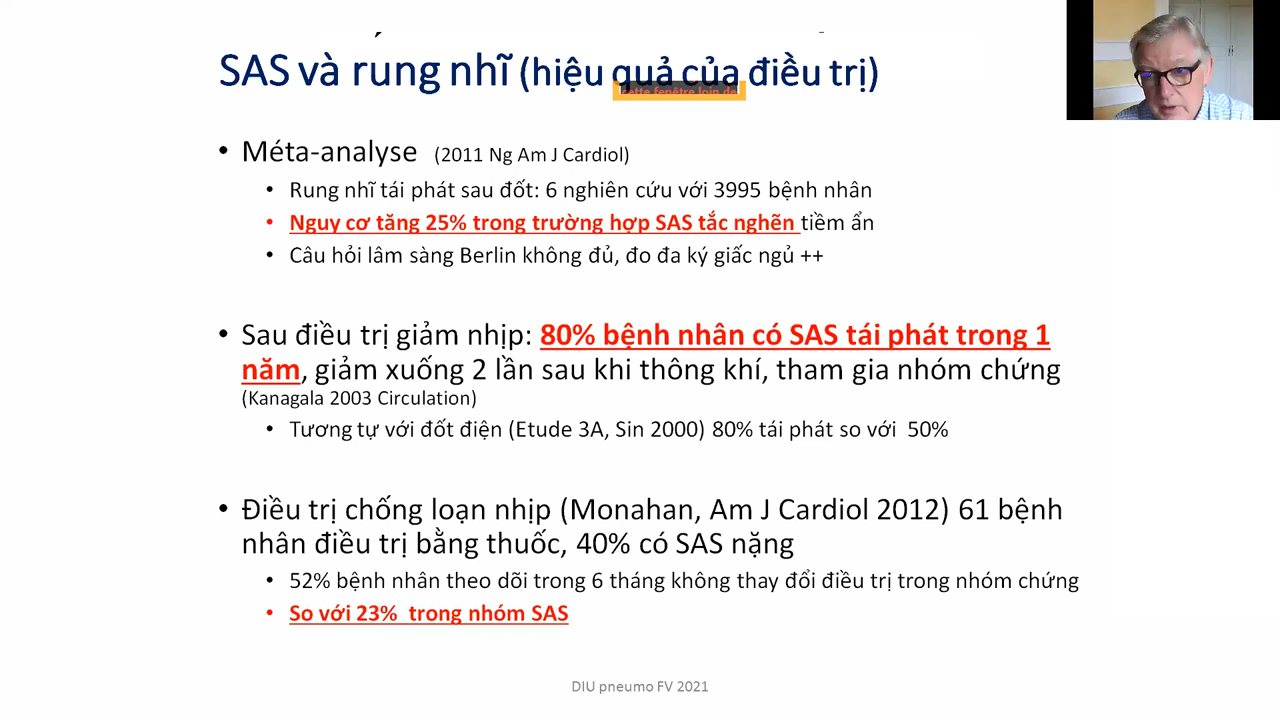 SAS và rung nhĩ (hiệu quả của điều trị)
cette fenêtre loin de
• Méta-analyse (2011 Ng Am J Cardiol)
• Rung nhĩ tái phát sau đốt: 6 nghiên cứu với 3995 bệnh nhân
• Nguy cơ tăng 25% trong trường hợp SAS tắc nghẽn tiềm ẩn
• Câu hỏi lâm sàng Berlin không đủ, đo đa ký giấc ngủ ++
• Sau điều trị giảm nhịp: 80% bệnh nhân có SAS tái phát trong 1
năm, giảm xuống 2 lần sau khi thông khí, tham gia nhóm chứng
(Kanagala 2003 Circulation)
• Tương tự với đốt điện (Etude 3A, Sin 2000) 80% tái phát so với 50%
• Điều trị chống loạn nhịp (Monahan, Am J Cardiol 2012) 61 bệnh
nhân điều trị bằng thuốc, 40% có SAS nặng
• 52% bệnh nhân theo dõi trong 6 tháng không thay đổi điều trị trong nhóm chứng
• So với 23% trong nhóm SAS
DIU pneumo FV 2021